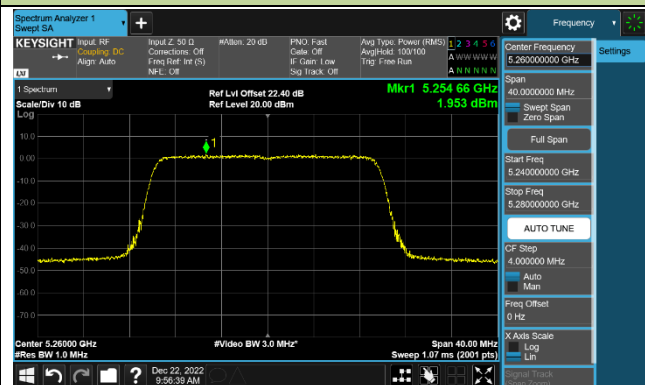 Spectrum Analyzer 1
Swept SA
Frequency
KEYSIGHT
Input: RF
Coupling: DC
Align: Auto
Input Z: 50 Ω
Corrections: Off
Freq Ref: Int (S)
NFE: Off
#Atten: 20 dB
PNO: Fast
Gate: Off
IF Gain: Low
Sig Track: Off
Avg Type: Power (RMS)
Avg|Hold: 100/100
Trig: Free Run
1 2 3 4 5 6
A W W W W W
A N N N N N
LXI
1 Spectrum
Scale/Div 10 dB
Log
Ref Lvl Offset 22.40 dB
Ref Level 20.00 dBm
Mkr1 5.254 66 GHz
1.953 dBm
1
10.0
0.00
-10.0
-20.0
-30.0
-40.0
-50.0
-60.0
-70.0
Center 5.26000 GHz
#Res BW 1.0 MHz
#Video BW 3.0 MHz*
Span 40.00 MHz
Sweep 1.07 ms (2001 pts)
Dec 22, 2022
9:56:39 AM
Center Frequency
5.260000000 GHz
Settings
Span
40.0000000 MHz
Swept Span
Zero Span
Full Span
Start Freq
5.240000000 GHz
Stop Freq
5.280000000 GHz
AUTO TUNE
CF Step
4.000000 MHz
Auto
Man
Freq Offset
0 Hz
X Axis Scale
Log
Lin
Signal Track
(Span Zoom)